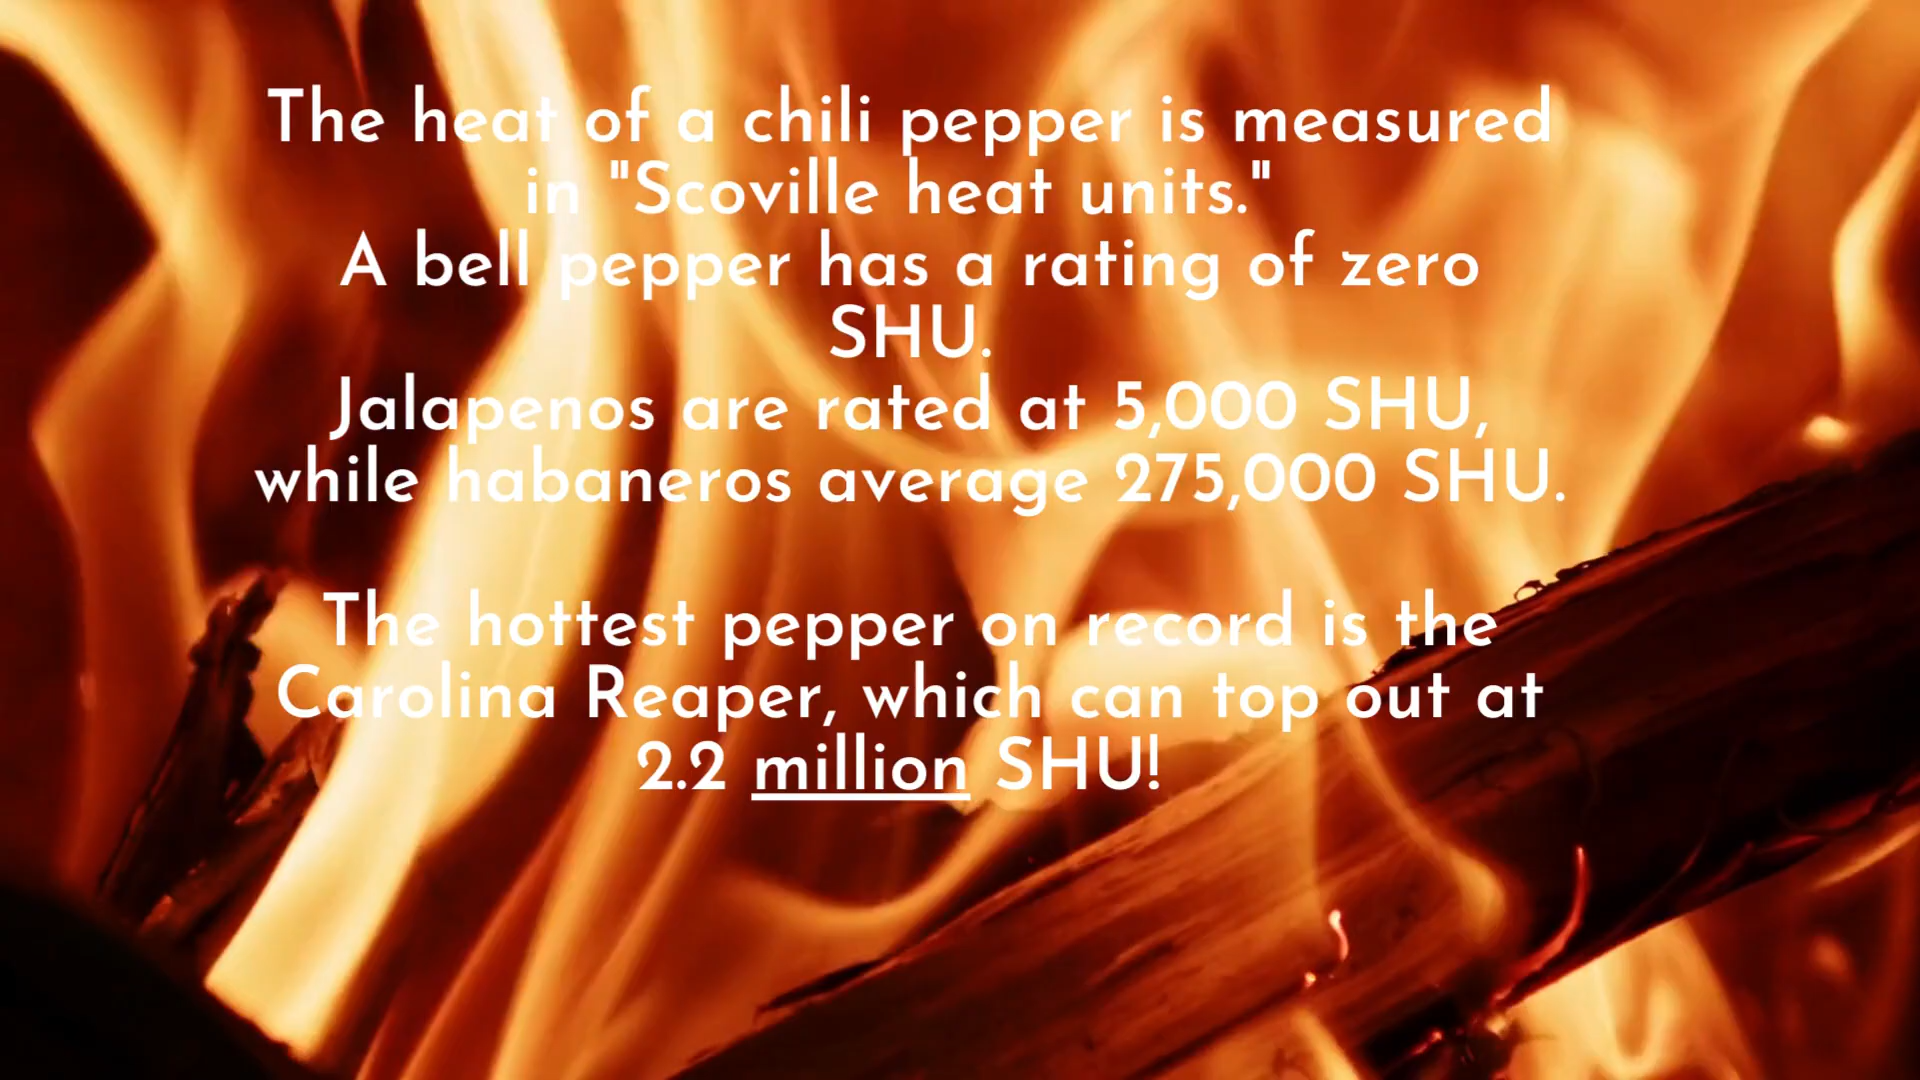 The heat of a chili pepper is measured
in "Scoville heat units."
A bell pepper has a rating of zero
SHU.
Jalapenos are rated at 5,000 SHU,
while habaneros average 275,000 SHU.
The hottest pepper on record is the
Carolina Reaper, which can top out at
2.2 million SHU!